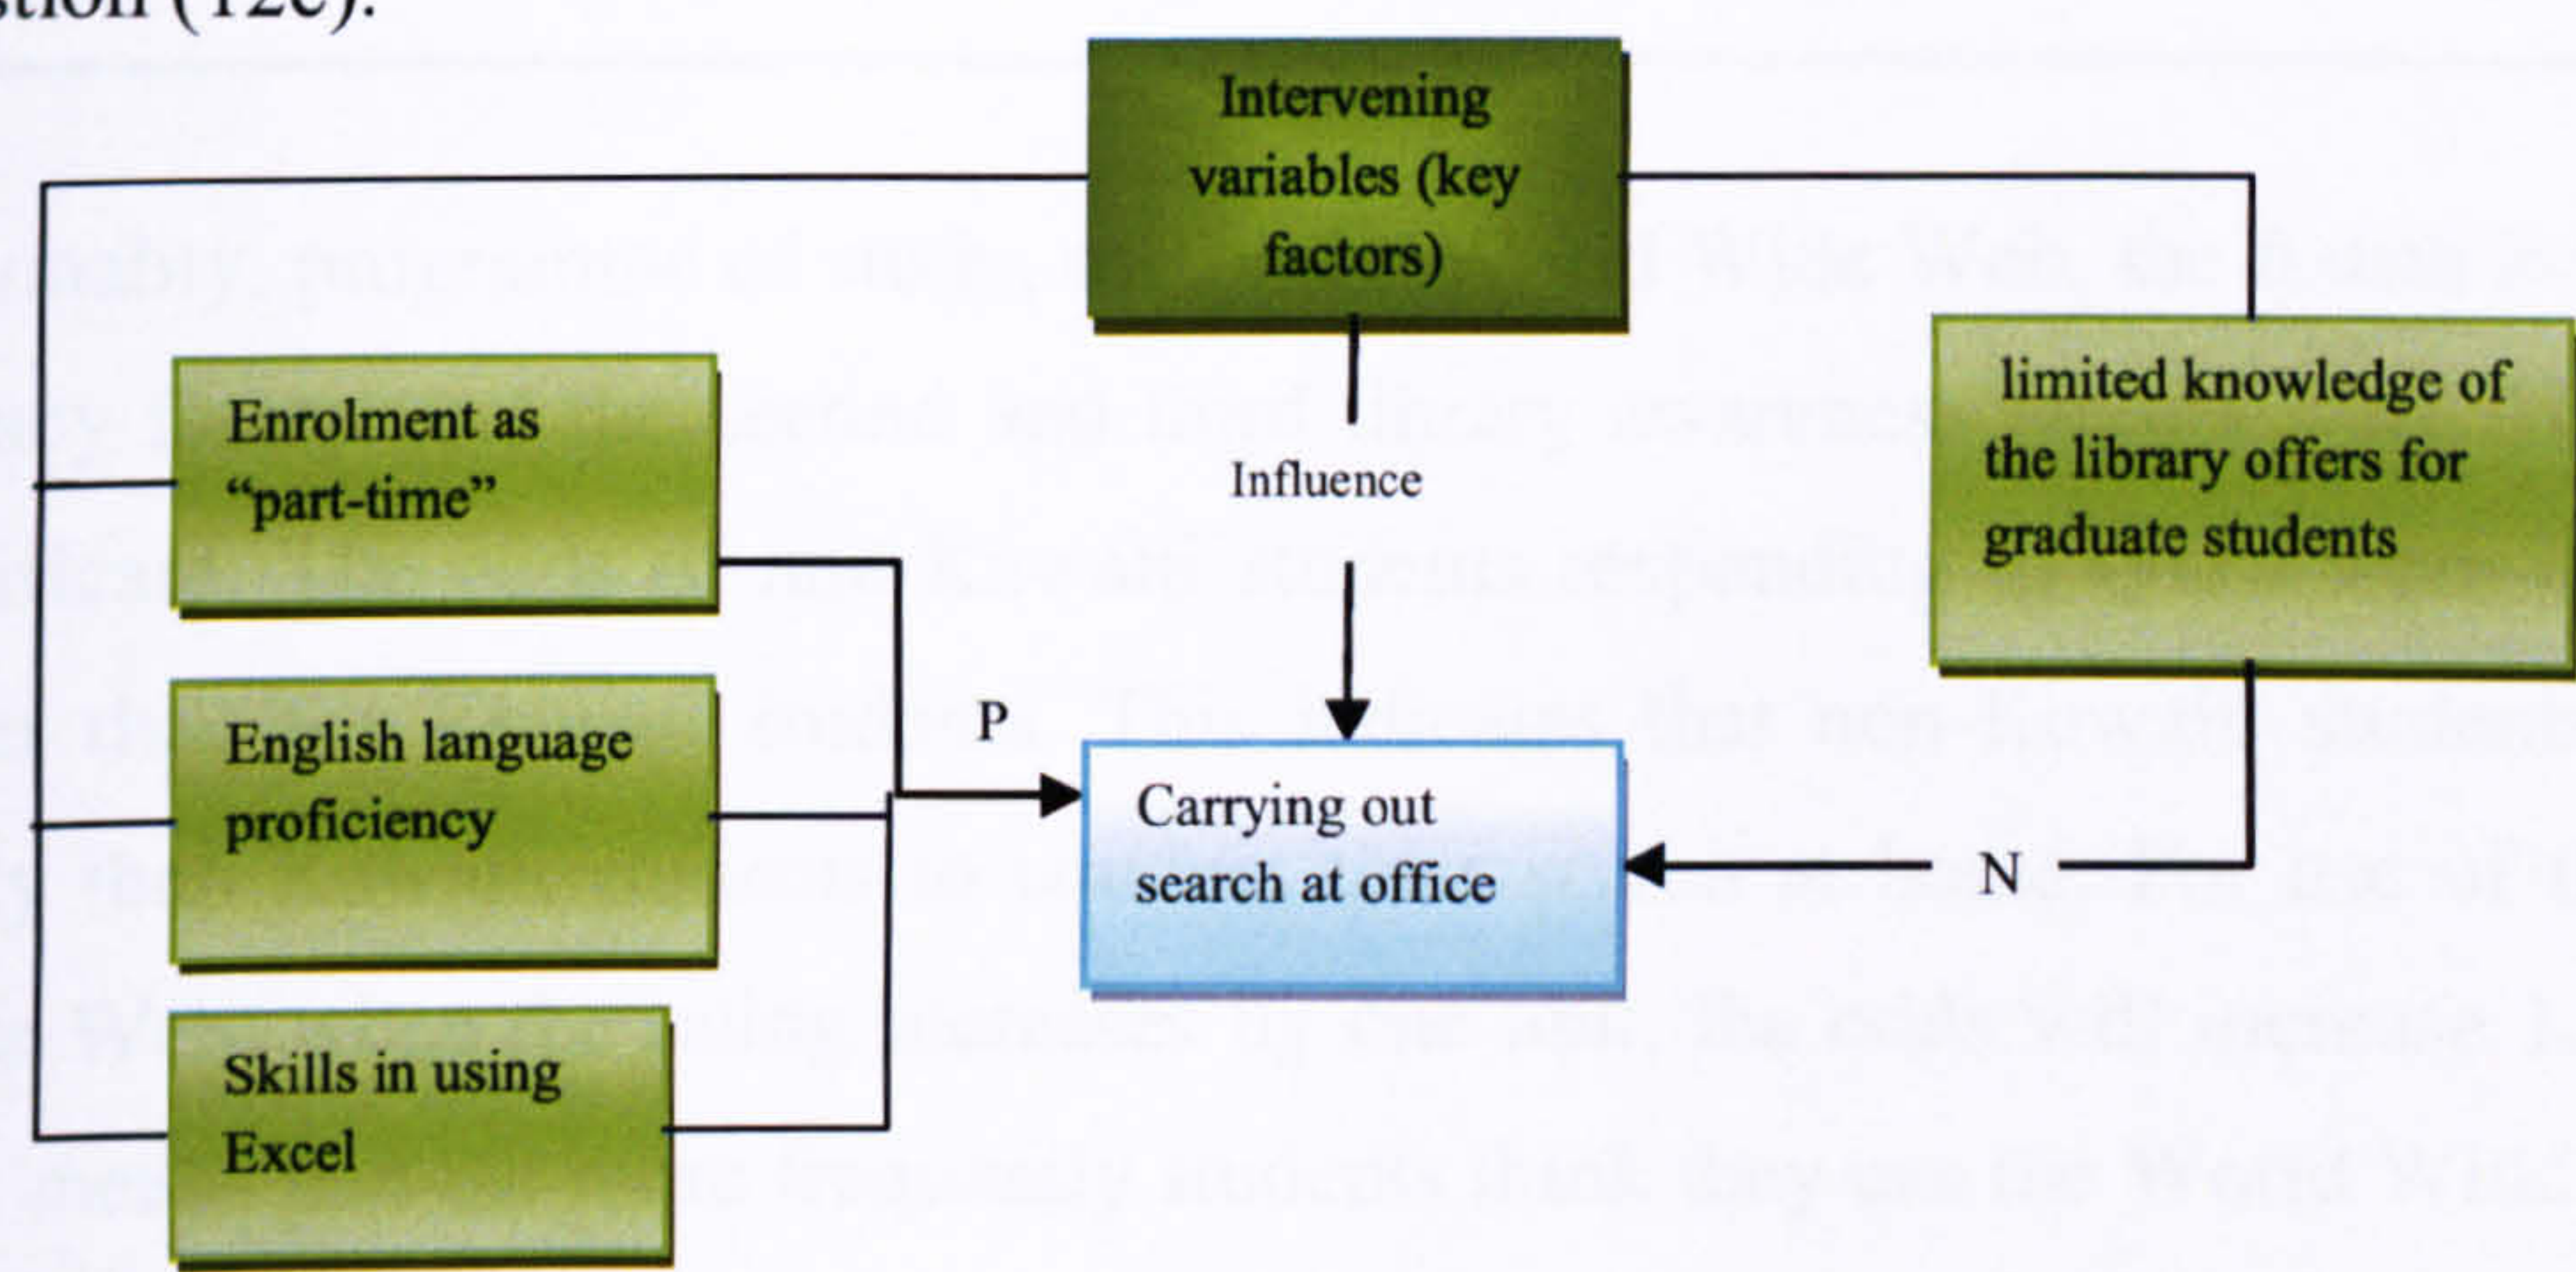 (12c).
Intervening
variables (key
factors)
Enrolment as
“part-time”
Influence
limited knowledge of
the library offers for
graduate students
English language
proficiency
P
Carrying out
search at office
N
Skills in using
Excel